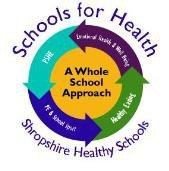 Schools for Health
Emotional Health & Well Being
PSHE
A Whole
School
Approach
Healthy Eating
PE & School Sport
Shropshire Healthy Schools